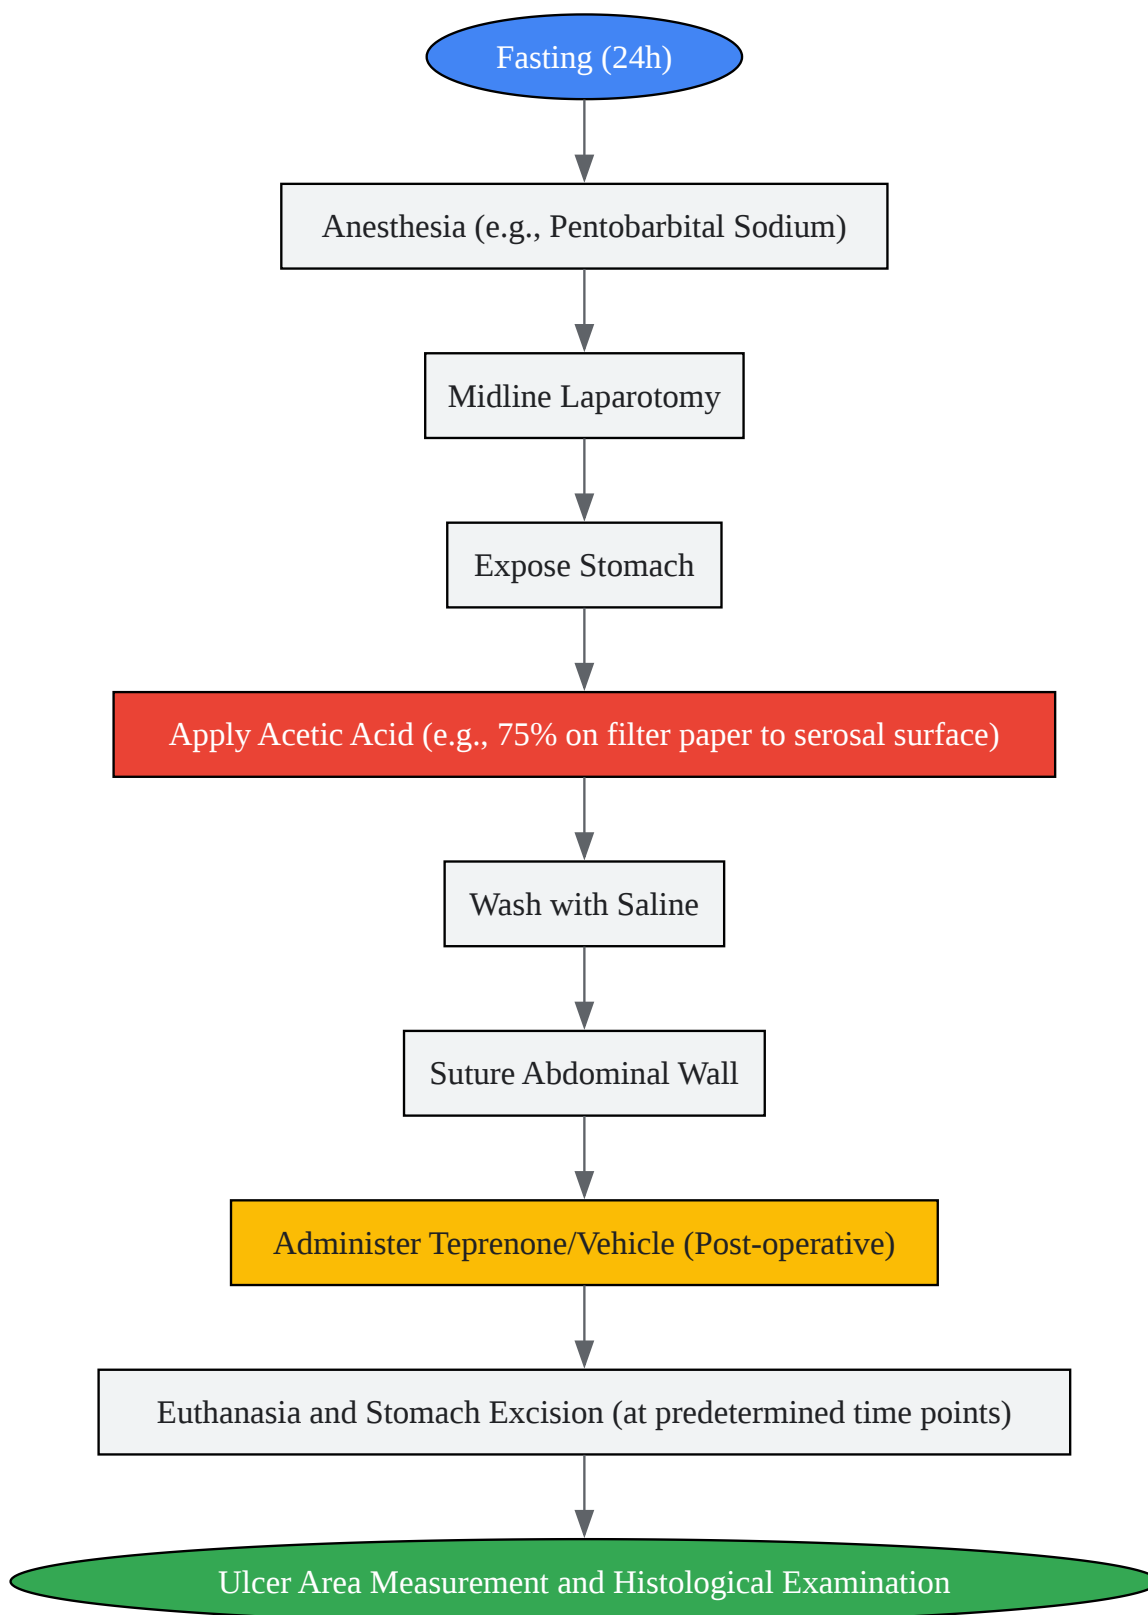 Fasting (24h)
Anesthesia (e.g., Pentobarbital Sodium)
Midline Laparotomy
Expose Stomach
Apply Acetic Acid (e.g., 75% on filter paper to serosal surface)
Wash with Saline
Suture Abdominal Wall
Administer Teprenone/Vehicle (Post-operative)
Euthanasia and Stomach Excision (at predetermined time points)
Ulcer Area Measurement and Histological Examination